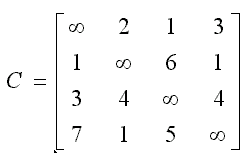 ∞ 2 1 3
1 ∞ 6 1
C = 3 4 ∞ 4
7 1 5 ∞